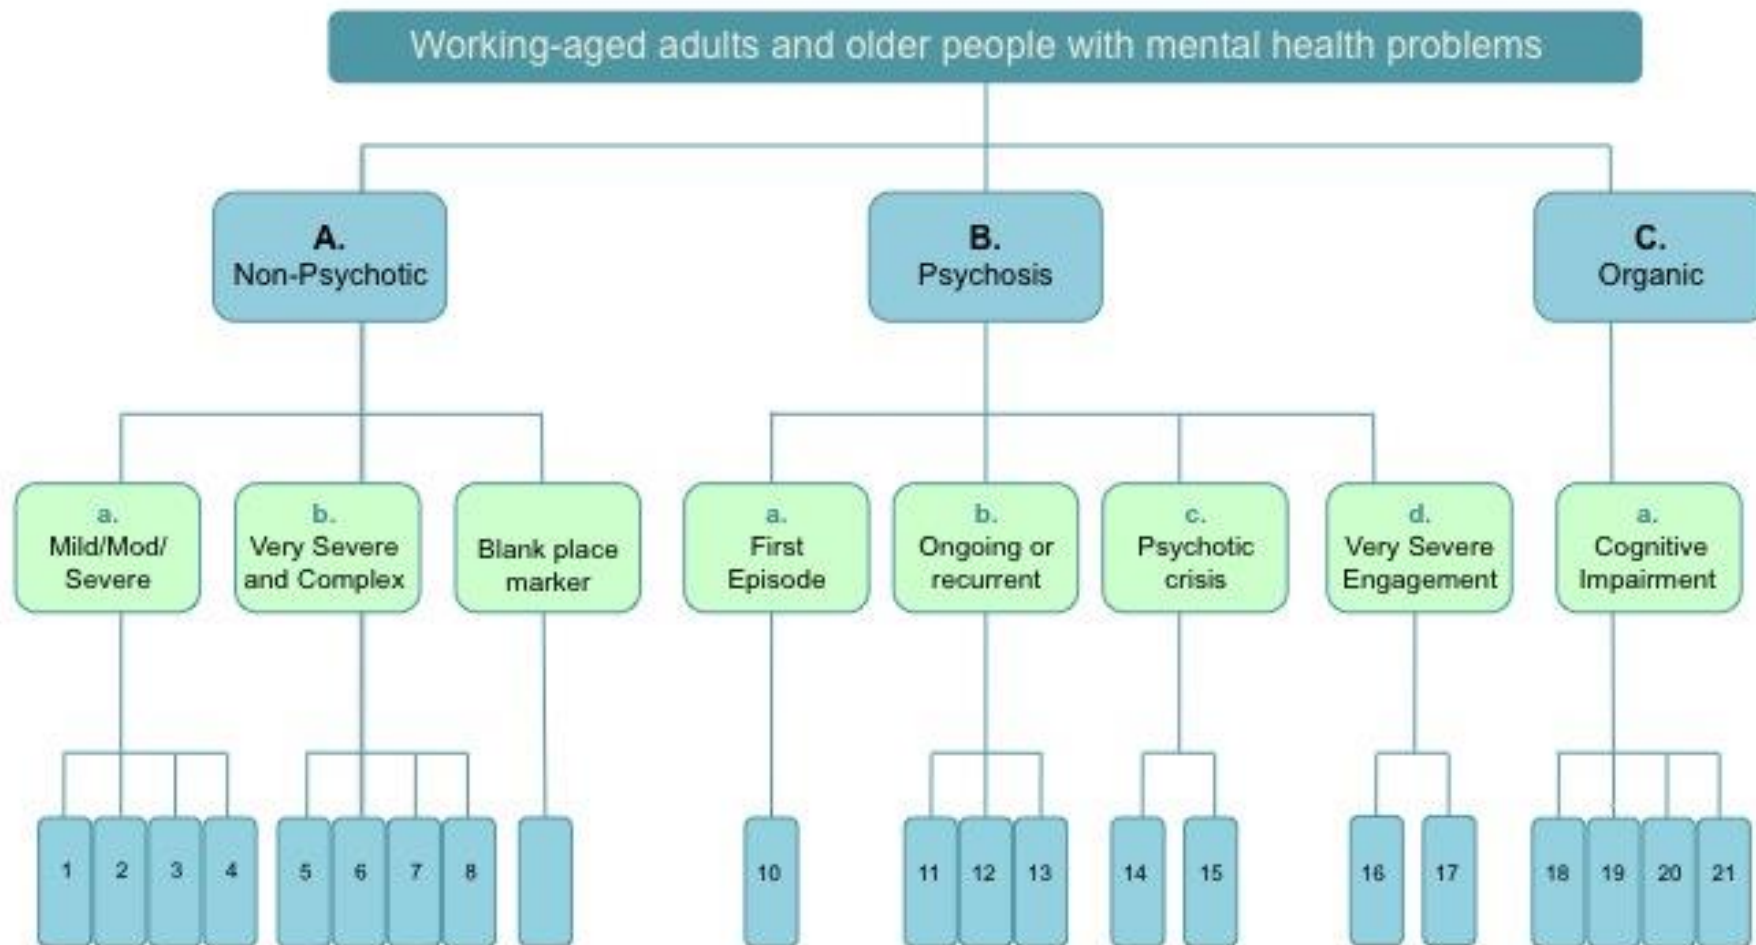 Working-aged adults and older people with mental health problems
A.
Non-Psychotic
B.
Psychosis
C.
Organic
a.
Mild/Mod/
Severe
b.
Very Severe
and Complex
Blank place
marker
a.
First
Episode
b.
Ongoing or
recurrent
c.
Psychotic
crisis
d.
Very Severe
Engagement
a.
Cognitive
Impairment
1
2
3
4
5
6
7
8
10
11
12
13
14
15
16
17
18
19
20
21